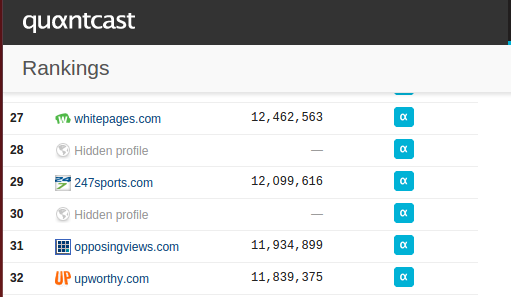 quantcast
Rankings
27 whitepages.com 12,462,563 α
28 Hidden profile — α
29 247sports.com 12,099,616 α
30 Hidden profile — α
31 opposingviews.com 11,934,899 α
32 UP upworthy.com 11,839,375 α